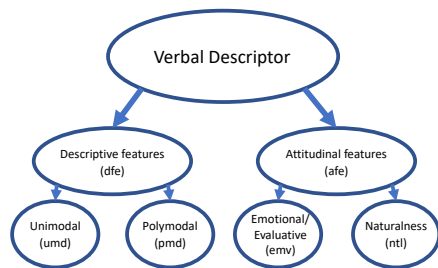 Verbal Descriptor
Descriptive features
(dfe)
Attitudinal features
(afe)
Unimodal
(umd)
Polymodal
(pmd)
Emotional/
Evaluative
(emv)
Naturalness
(ntl)